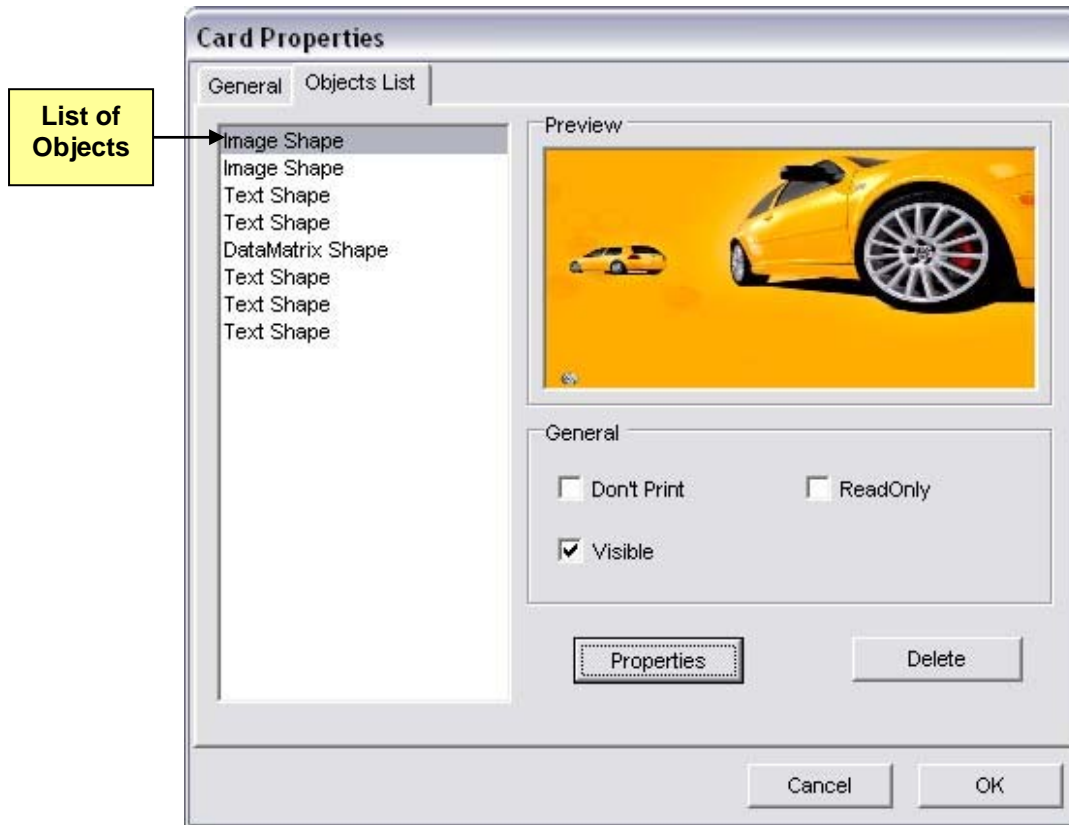 Card Properties
General
Objects List
List of
Objects
Image Shape
Image Shape
Text Shape
Text Shape
DataMatrix Shape
Text Shape
Text Shape
Text Shape
Preview
General
Don't Print
ReadOnly
Visible
Properties
Delete
Cancel
OK